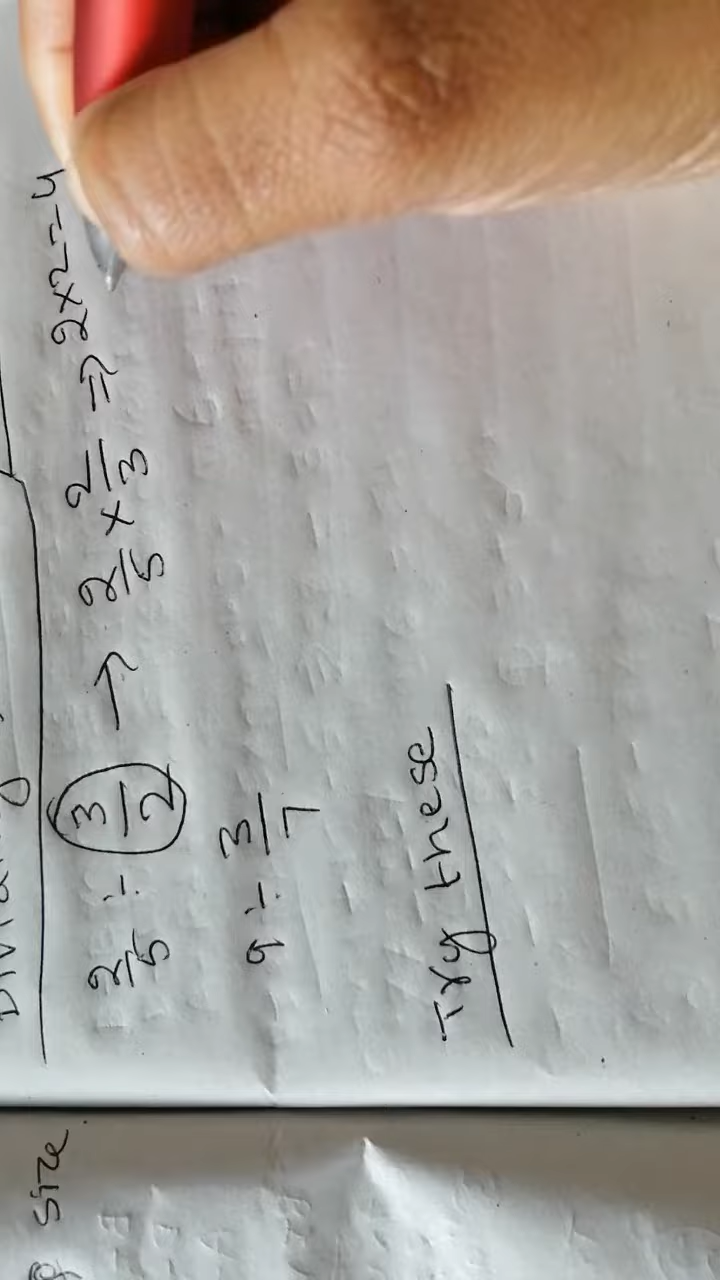 2/5 ÷ 3/2 → 2/5 × 2/3 ⇒ 2×2=4
9 ÷ 3/7
Try these
size